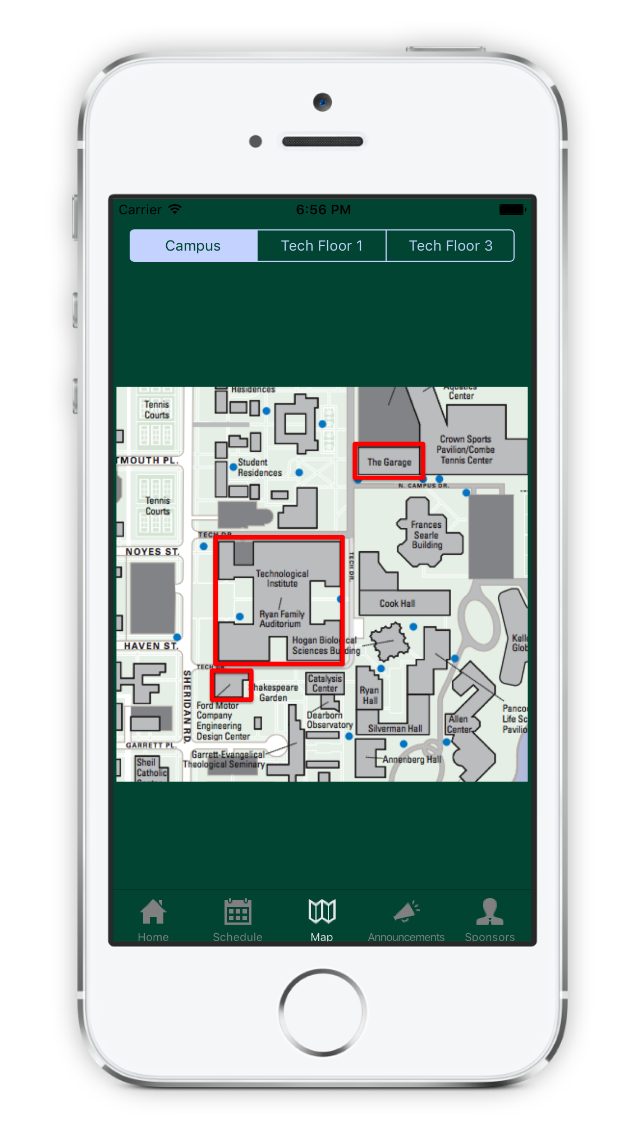 Carrier
6:56 PM
Campus
Tech Floor 1
Tech Floor 3
Residences
Center
Tennis
Courts
Crown Sports
Pavilion/Combe
Tennis Center
TMOUTH PL.
Student
Residences
The Garage
N. CAMPUS DR.
Tennis
Courts
Frances
Searle
Building
TECH DR.
NOYES ST.
TECH DR.
Technological
Institute
Ryan Family
Auditorium
Cook Hall
Hogan Biological
Sciences Building
HAVEN ST.
TECH DR.
SHERIDAN RD.
hakespeare
Garden
Catalysis
Center
Ryan
Hall
Ford Motor
Company
Engineering
Design Center
Dearborn
Observatory
Silverman Hall
Allen
Center
Panco
Life Sc
Pavilio
Kell
Glob
GARRETT PL.
Garrett-Evangelical
Theological Seminary
Annenberg Hall
Sheil
Catholic
Home
Schedule
Map
Announcements
Sponsors